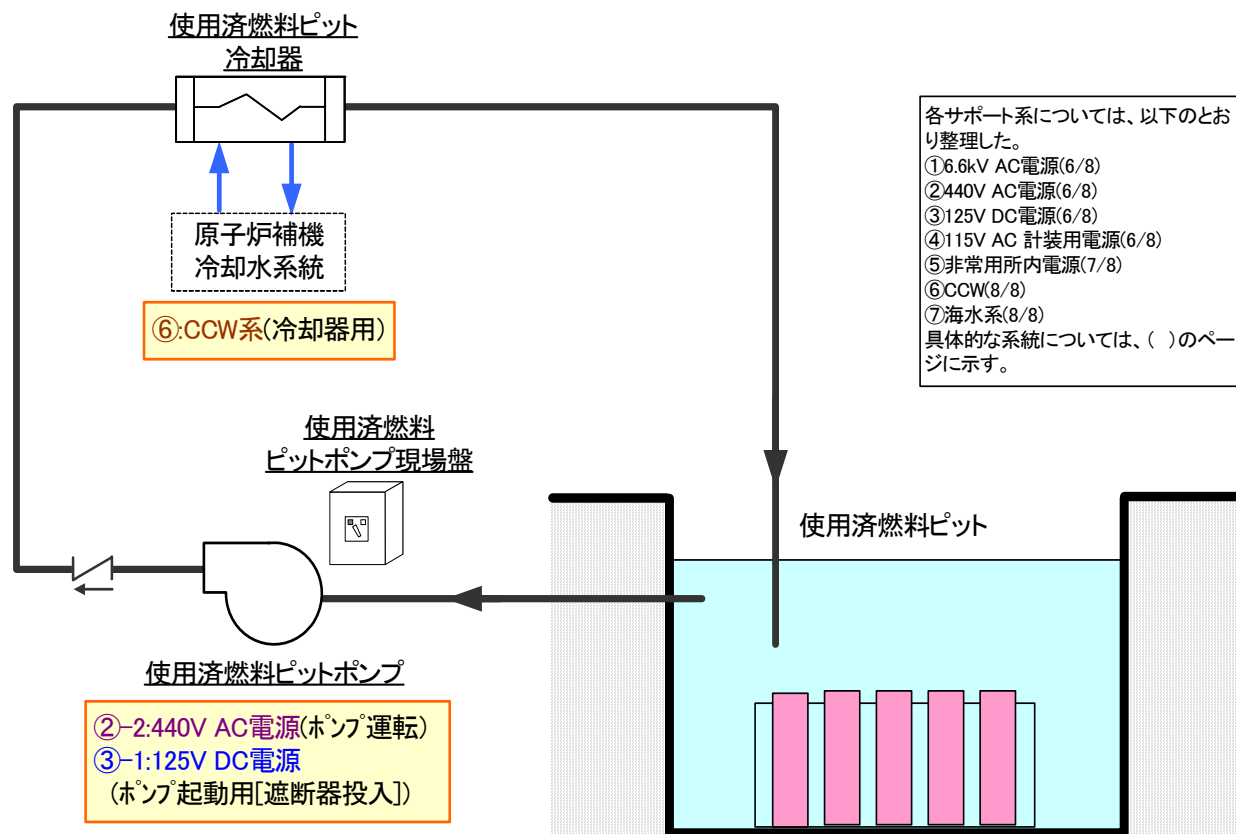 使用済燃料ピット
冷却器
原子炉補機
冷却水系統
⑥:CCW系(冷却器用)
各サポート系については、以下のとお
り整理した。
①6.6kV AC電源(6/8)
②440V AC電源(6/8)
③125V DC電源(6/8)
④115V AC 計装用電源(6/8)
⑤非常用所内電源(7/8)
⑥CCW(8/8)
⑦海水系(8/8)
具体的な系統については、( )のペー
ジに示す。
使用済燃料
ピットポンプ現場盤
使用済燃料ピット
使用済燃料ピットポンプ
②-2:440V AC電源(ﾎﾟﾝﾌﾟ運転)
③-1:125V DC電源
(ﾎﾟﾝﾌﾟ起動用[遮断器投入])